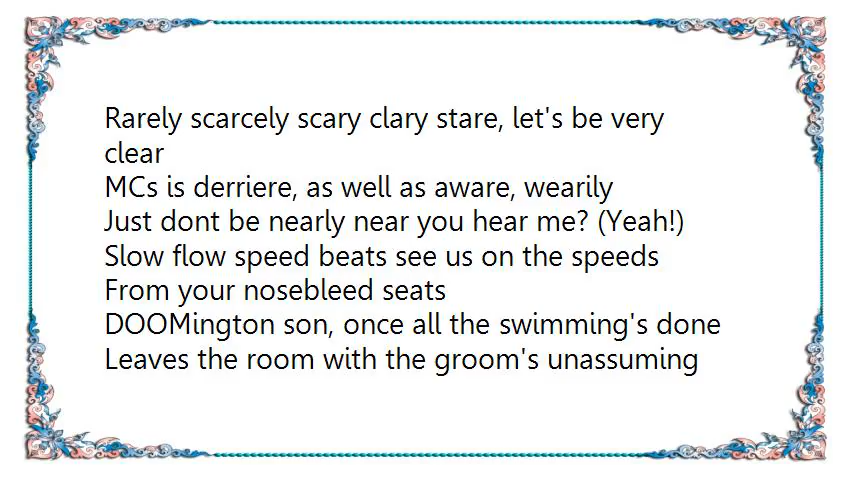 Rarely scarcely scary clary stare, let's be very
clear
MCs is derriere, as well as aware, wearily
Just dont be nearly near you hear me? (Yeah!)
Slow flow speed beats see us on the speeds
From your nosebleed seats
DOOMington son, once all the swimming's done
Leaves the room with the groom's unassuming